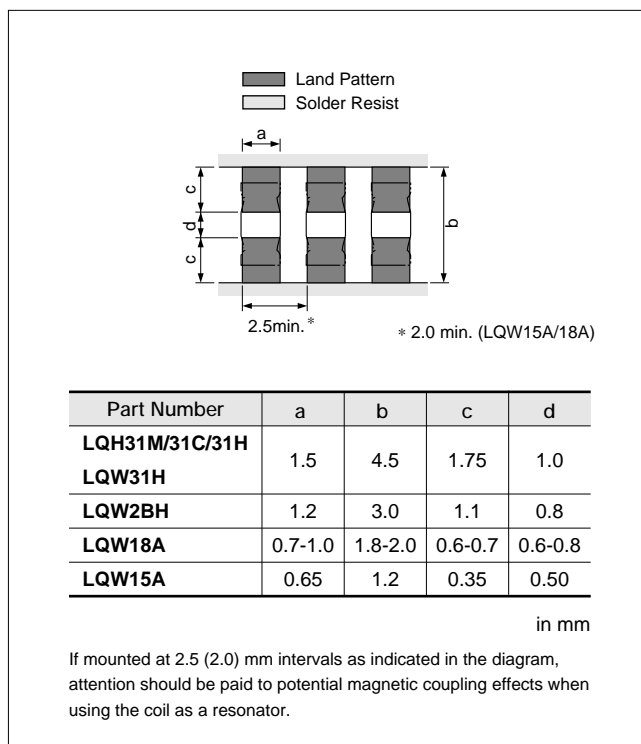 Land Pattern
Solder Resist
a
c
d
c
b
2.5min.*
* 2.0 min. (LQW15A/18A)
Part Number a b c d
LQH31M/31C/31H
LQW31H
1.5 4.5 1.75 1.0
LQW2BH 1.2 3.0 1.1 0.8
LQW18A 0.7-1.0 1.8-2.0 0.6-0.7 0.6-0.8
LQW15A 0.65 1.2 0.35 0.50
in mm
If mounted at 2.5 (2.0) mm intervals as indicated in the diagram,
attention should be paid to potential magnetic coupling effects when
using the coil as a resonator.